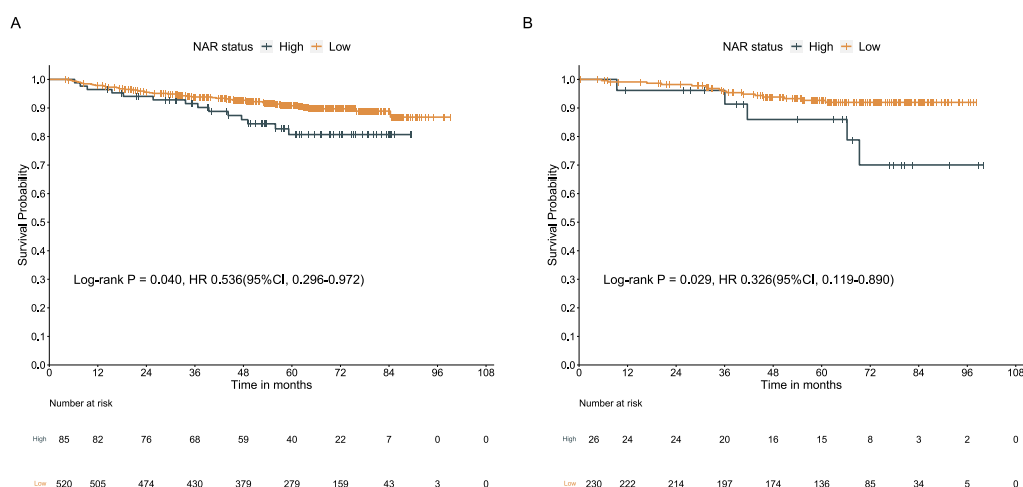 A
NAR status High Low
1.0
0.9
0.8
0.7
0.6
0.5
0.4
0.3
0.2
0.1
0.0
Survival Probability
Log-rank P = 0.040, HR 0.536(95%CI, 0.296-0.972)
0 12 24 36 48 60 72 84 96 108
Time in months
Number at risk
High 85 82 76 68 59 40 22 7 0 0
Low 520 505 474 430 379 279 159 43 3 0
B
NAR status High Low
1.0
0.9
0.8
0.7
0.6
0.5
0.4
0.3
0.2
0.1
0.0
Survival Probability
Log-rank P = 0.029, HR 0.326(95%CI, 0.119-0.890)
0 12 24 36 48 60 72 84 96 108
Time in months
Number at risk
High 26 24 24 20 16 15 8 3 2 0
Low 230 222 214 197 174 136 85 34 5 0